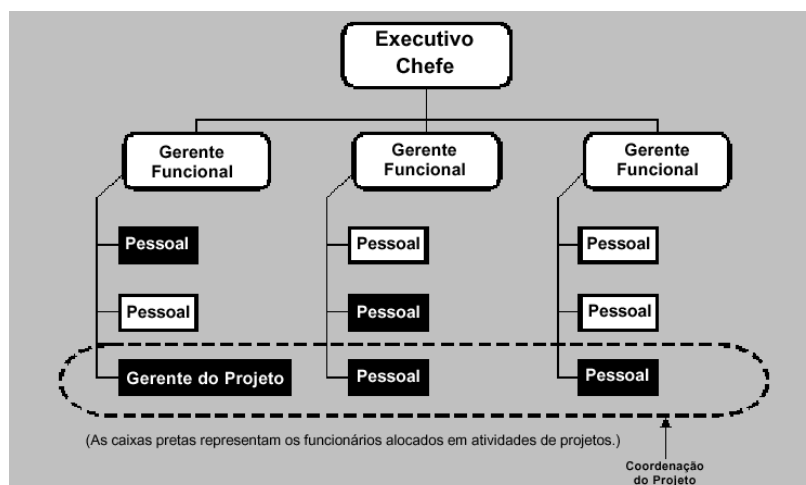 Executivo
Chefe
Gerente
Funcional
Gerente
Funcional
Gerente
Funcional
Pessoal
Pessoal
Pessoal
Pessoal
Pessoal
Pessoal
Gerente do Projeto
Pessoal
Pessoal
(As caixas pretas representam os funcionários alocados em atividades de projetos.)
Coordenação
do Projeto